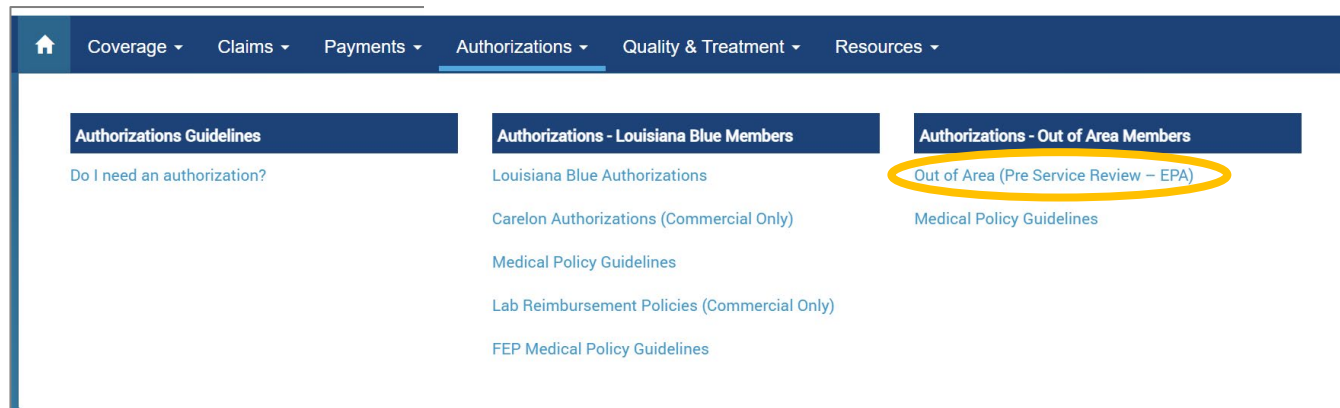 Coverage Claims Payments Authorizations Quality & Treatment Resources
Authorizations Guidelines
Do I need an authorization?
Authorizations - Louisiana Blue Members
Louisiana Blue Authorizations
Carelon Authorizations (Commercial Only)
Medical Policy Guidelines
Lab Reimbursement Policies (Commercial Only)
FEP Medical Policy Guidelines
Authorizations - Out of Area Members
Out of Area (Pre Service Review – EPA)
Medical Policy Guidelines